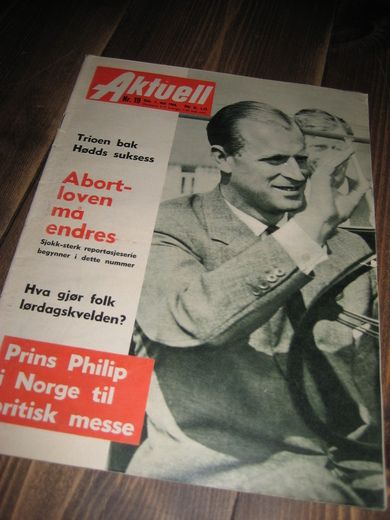 Aktuell
Nr. 19
Trioen bak
Hødds suksess
Abort-
loven
må
endres
Sjokk-sterk reportasjeserie
begynner i dette nummer
Hva gjør folk
lørdagskvelden?
Prins Philip
i Norge til
britisk messe